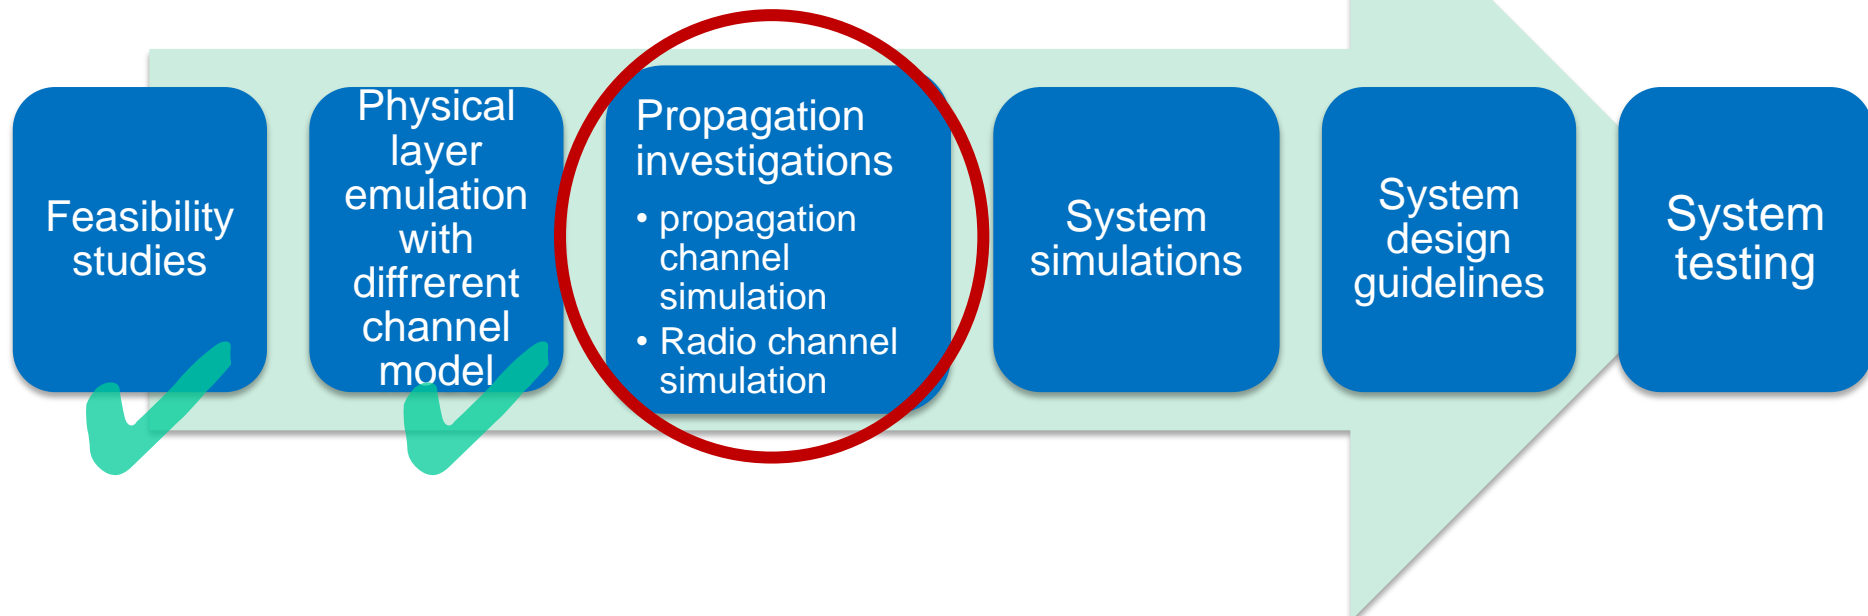 Feasibility
studies
Physical
layer
emulation
with
diffrerent
channel
model
Propagation
investigations
• propagation
channel
simulation
• Radio channel
simulation
System
simulations
System
design
guidelines
System
testing